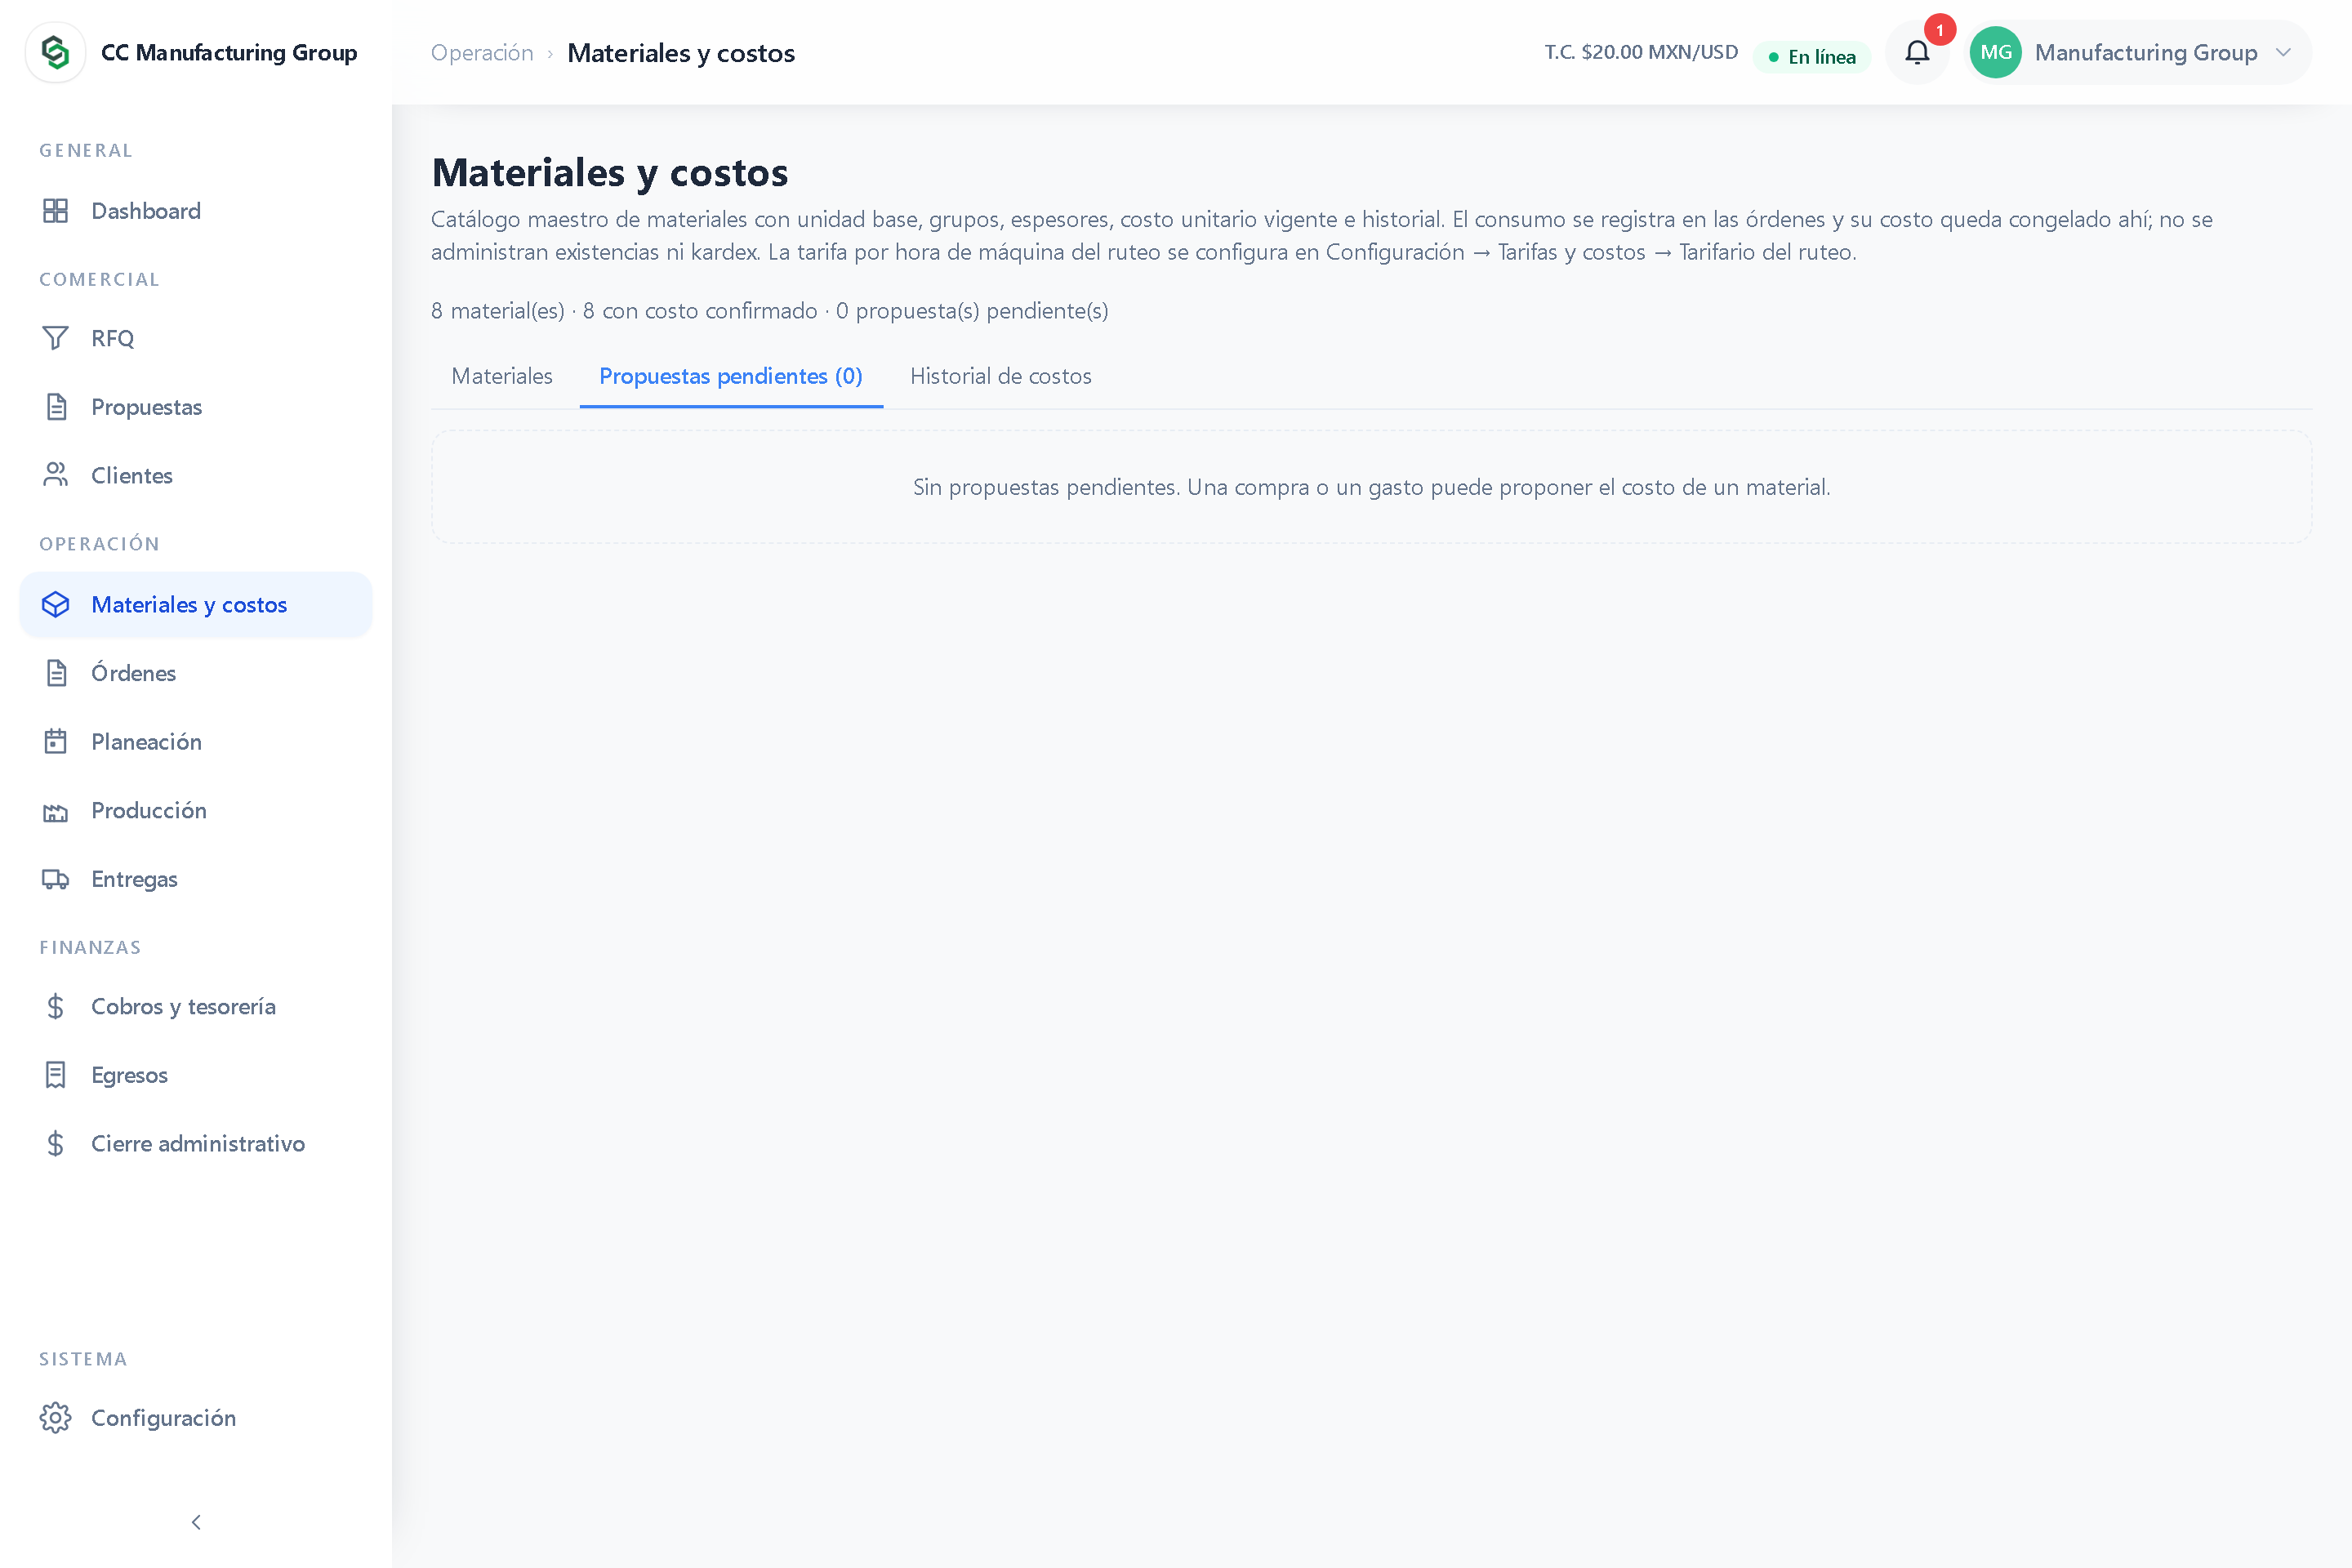 CC Manufacturing Group
Operación › Materiales y costos
T.C. $20.00 MXN/USD
En línea
1
MG
Manufacturing Group
GENERAL
Dashboard
COMERCIAL
RFQ
Propuestas
Clientes
OPERACIÓN
Materiales y costos
Órdenes
Planeación
Producción
Entregas
FINANZAS
Cobros y tesorería
Egresos
Cierre administrativo
SISTEMA
Configuración
Materiales y costos
Catálogo maestro de materiales con unidad base, grupos, espesores, costo unitario vigente e historial. El consumo se registra en las órdenes y su costo queda congelado ahí; no se
administran existencias ni kardex. La tarifa por hora de máquina del ruteo se configura en Configuración → Tarifas y costos → Tarifario del ruteo.
8 material(es) · 8 con costo confirmado · 0 propuesta(s) pendiente(s)
Materiales
Propuestas pendientes (0)
Historial de costos
Sin propuestas pendientes. Una compra o un gasto puede proponer el costo de un material.